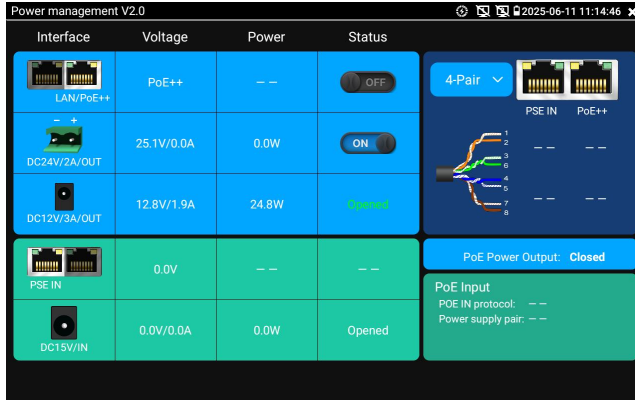 Power management V2.0
2025-06-11 11:14:46
Interface Voltage Power Status
LAN/PoE++ PoE++ – – OFF
4-Pair
PSE IN PoE++
– +
DC24V/2A/OUT 25.1V/0.0A 0.0W ON
1
2
3
6
4
5
7
8
– – – –
– – – –
DC12V/3A/OUT 12.8V/1.9A 24.8W Opened
PSE IN 0.0V – – – –
DC15V/IN 0.0V/0.0A 0.0W Opened
PoE Power Output: Closed
PoE Input
POE IN protocol: – –
Power supply pair: – –